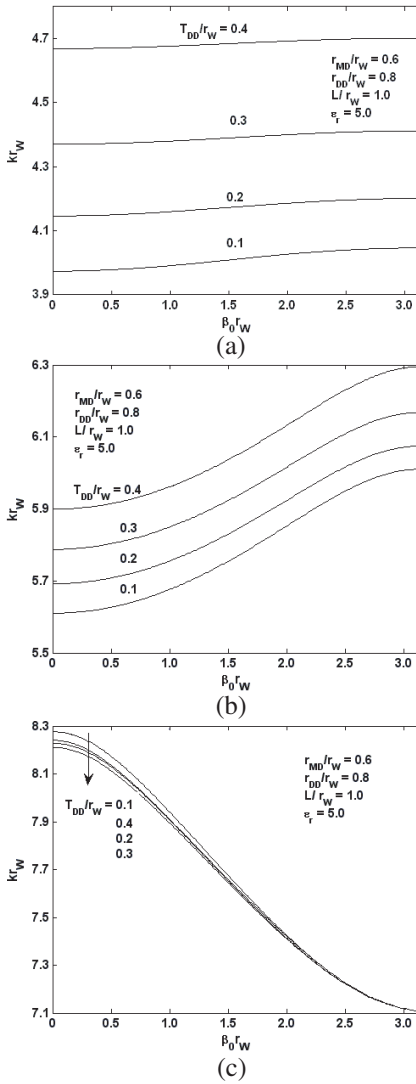 4.7
T_DD/r_W = 0.4
r_MD/r_W = 0.6
r_DD/r_W = 0.8
L/ r_W = 1.0
ε_r = 5.0
4.5
kr_W
0.3
4.3
0.2
4.1
0.1
3.9
0 0.5 1.0 1.5 2.0 2.5 3.0
β_0 r_W
(a)
6.3
r_MD/r_W = 0.6
r_DD/r_W = 0.8
L/ r_W = 1.0
ε_r = 5.0
6.1
kr_W
T_DD/r_W = 0.4
5.9
0.3
0.2
5.7
0.1
5.5
0 0.5 1.0 1.5 2.0 2.5 3.0
β_0 r_W
(b)
8.3
r_MD/r_W = 0.6
r_DD/r_W = 0.8
L/ r_W = 1.0
ε_r = 5.0
8.1
T_DD/r_W = 0.1
0.4
0.2
0.3
7.9
kr_W
7.7
7.5
7.3
7.1
0 0.5 1.0 1.5 2.0 2.5 3.0
β_0 r_W
(c)